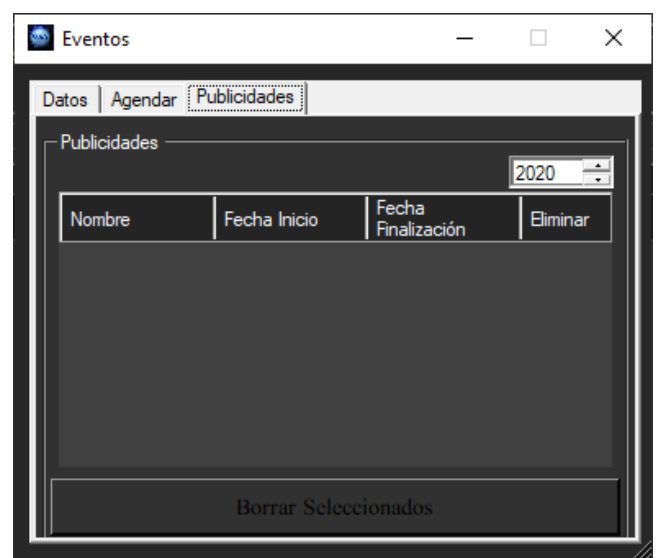 Eventos
Datos Agendar Publicidades
Publicidades
2020
Nombre Fecha Inicio Fecha Finalización Eliminar
Borrar Seleccionados